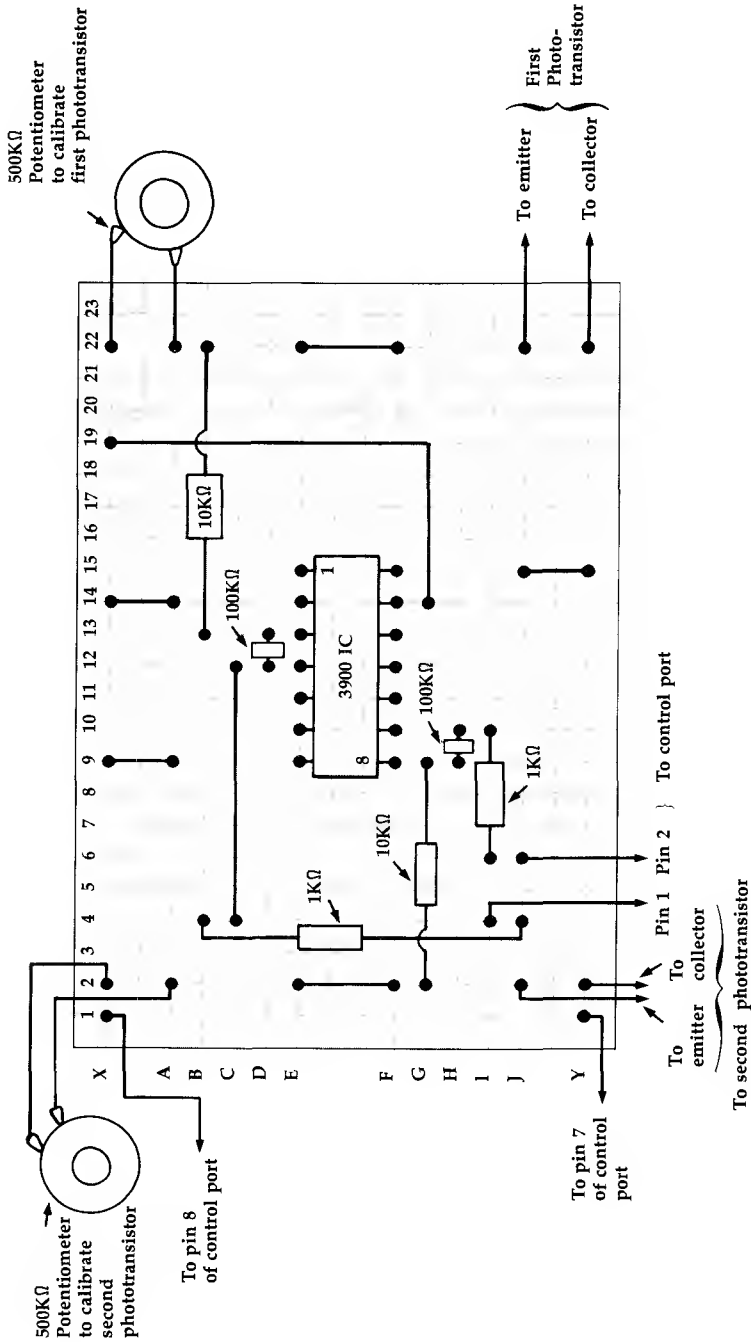 500KΩ
Potentiometer
to calibrate
second
phototransistor
500KΩ
Potentiometer
to calibrate
first phototransistor
To pin 8
of control port
1 2 3 4 5 6 7 8 9 10 11 12 13 14 15 16 17 18 19 20 21 22 23
X
A
B
C
D
E
F
G
H
I
J
Y
10KΩ
100KΩ
1
3900 IC
8
1KΩ
10KΩ
100KΩ
1KΩ
To pin 7
of control
port
To
emitter
To
collector
To second phototransistor
Pin 1
Pin 2
} To control port
To emitter
To collector
First
Photo-
transistor